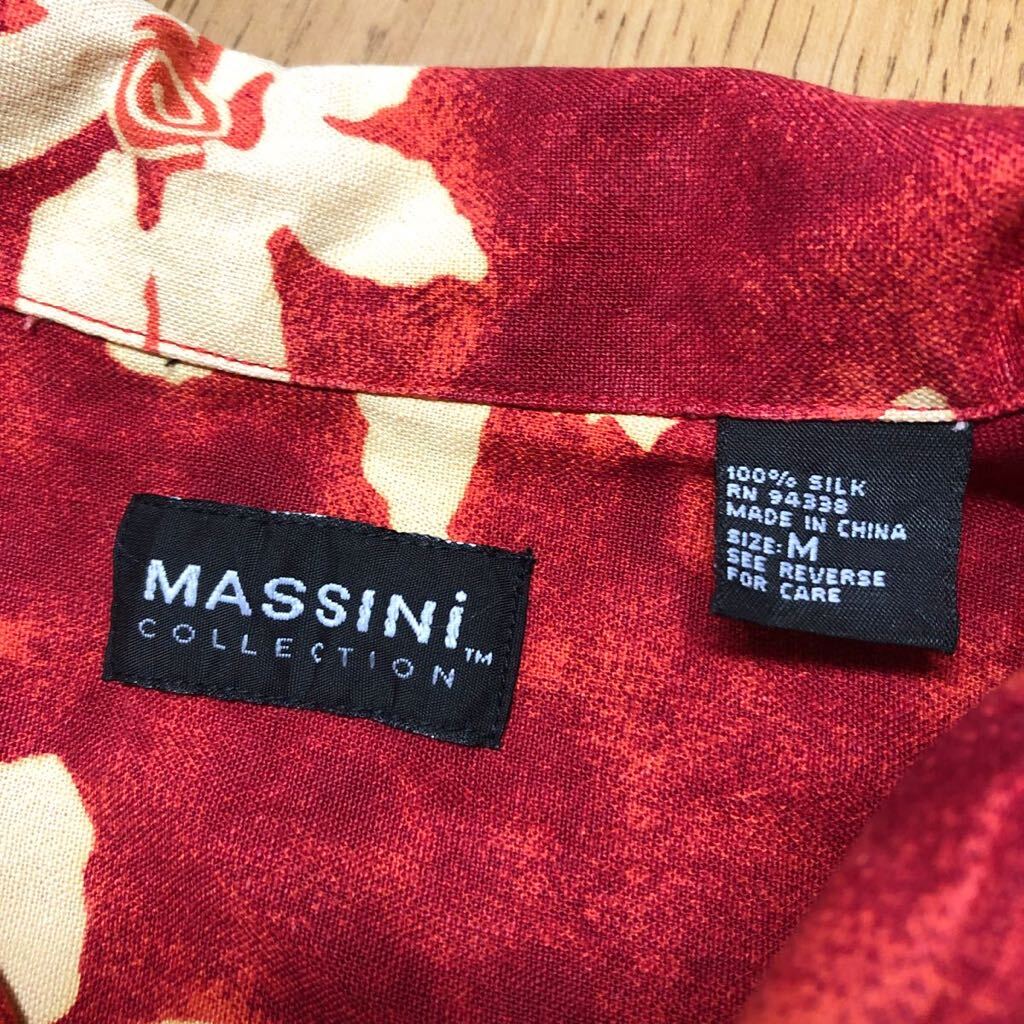 MASSINi
COLLECTION™
100% SILK
RN 94338
MADE IN CHINA
SIZE: M
SEE REVERSE
FOR CARE